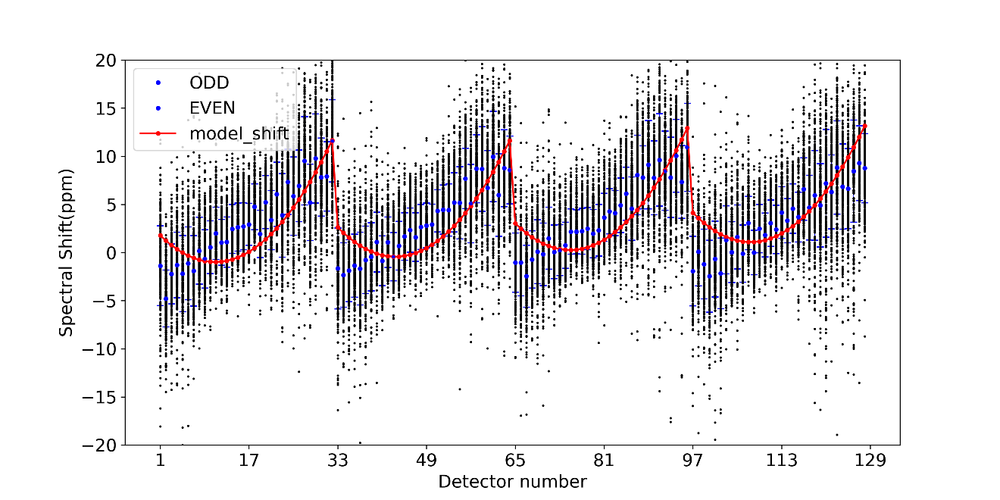 20
15
10
5
0
−5
−10
−15
−20
Spectral Shift(ppm)
ODD
EVEN
model_shift
1 17 33 49 65 81 97 113 129
Detector number